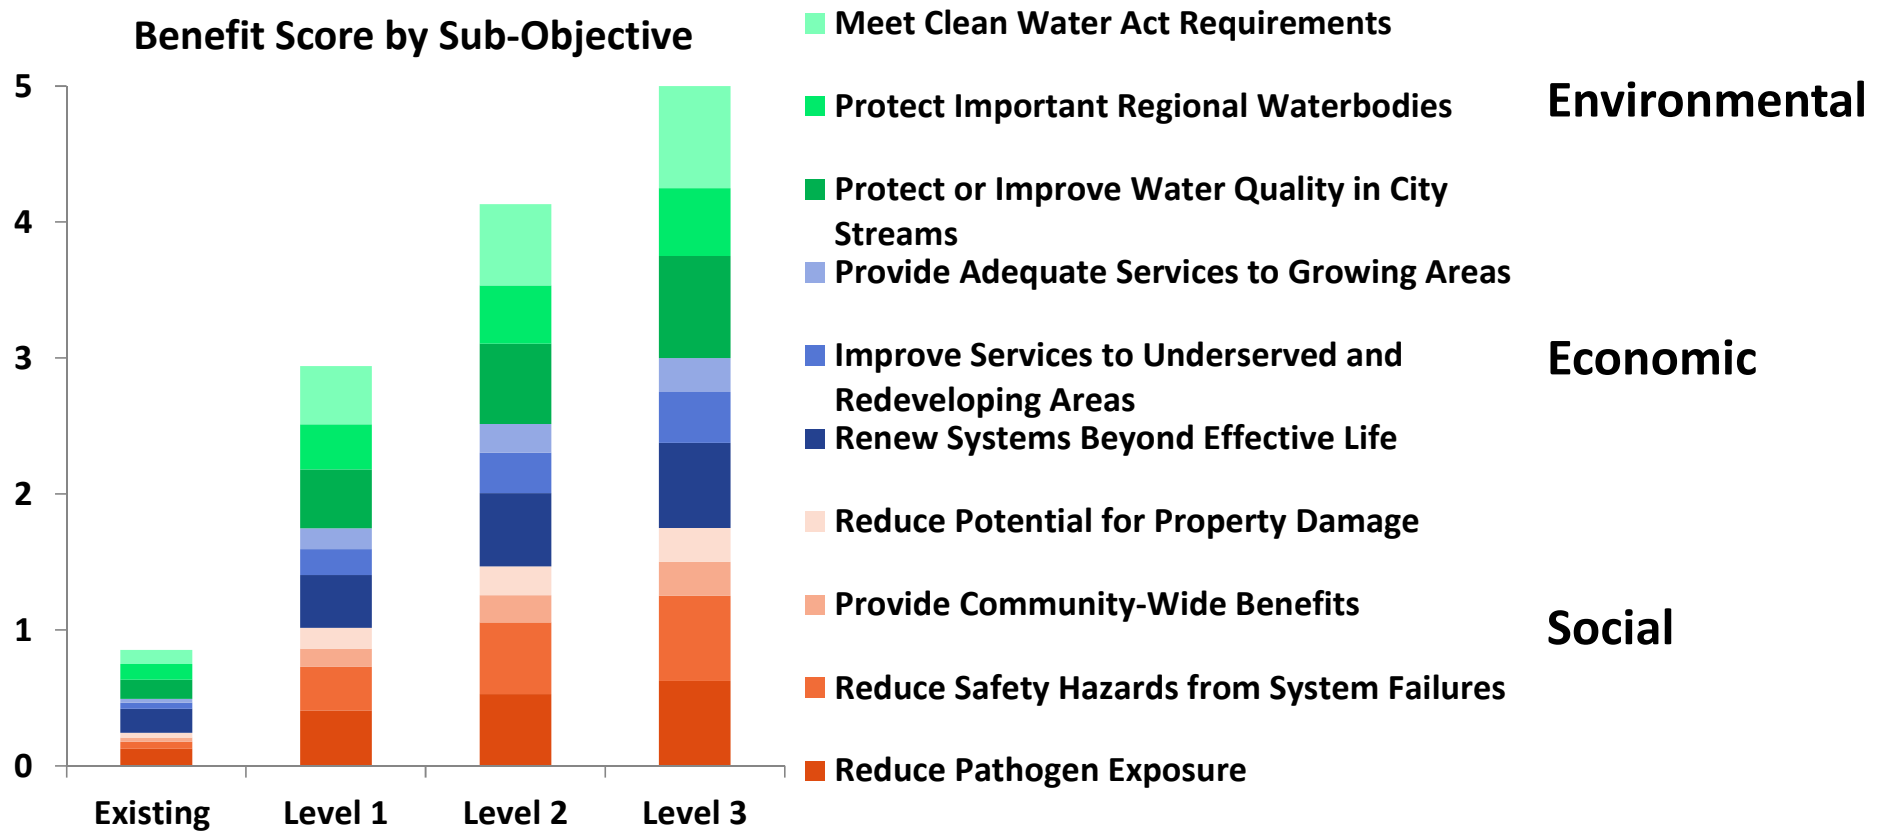 Benefit Score by Sub-Objective
5
4
3
2
1
0
Existing
Level 1
Level 2
Level 3
Meet Clean Water Act Requirements
Protect Important Regional Waterbodies
Protect or Improve Water Quality in City
Streams
Provide Adequate Services to Growing Areas
Improve Services to Underserved and
Redeveloping Areas
Renew Systems Beyond Effective Life
Reduce Potential for Property Damage
Provide Community-Wide Benefits
Reduce Safety Hazards from System Failures
Reduce Pathogen Exposure
Environmental
Economic
Social